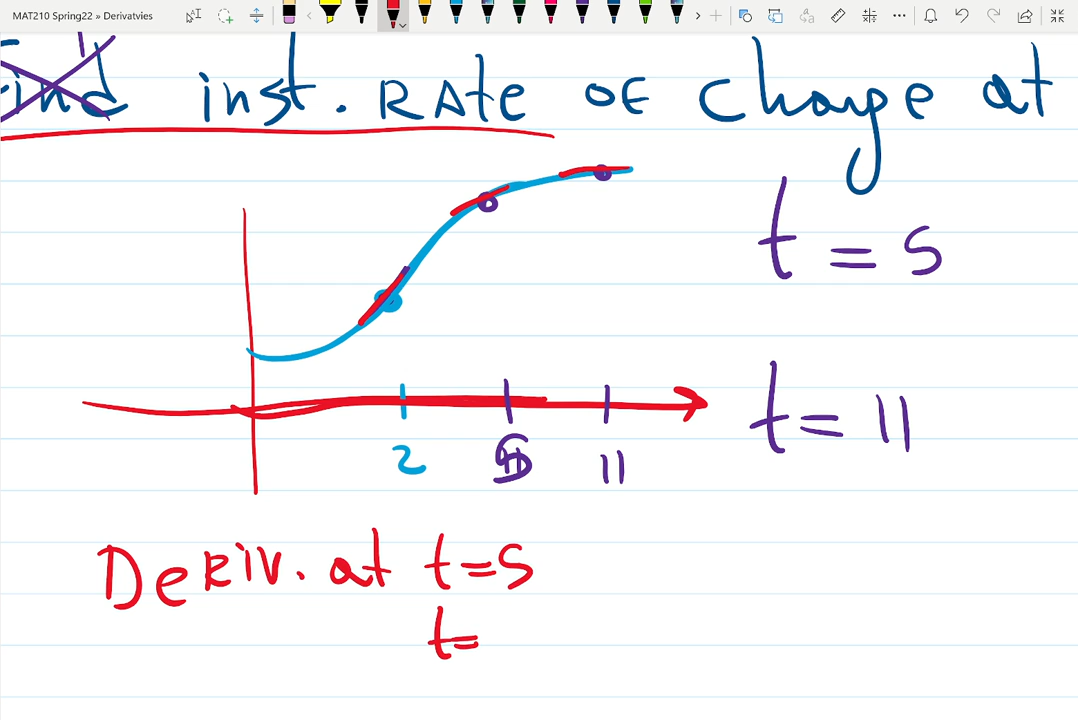 MAT210 Spring22 » Derivatvies
inst. RAte OF Change at
t = 5
t = 11
2
11
DeRiv. at t=5
t=